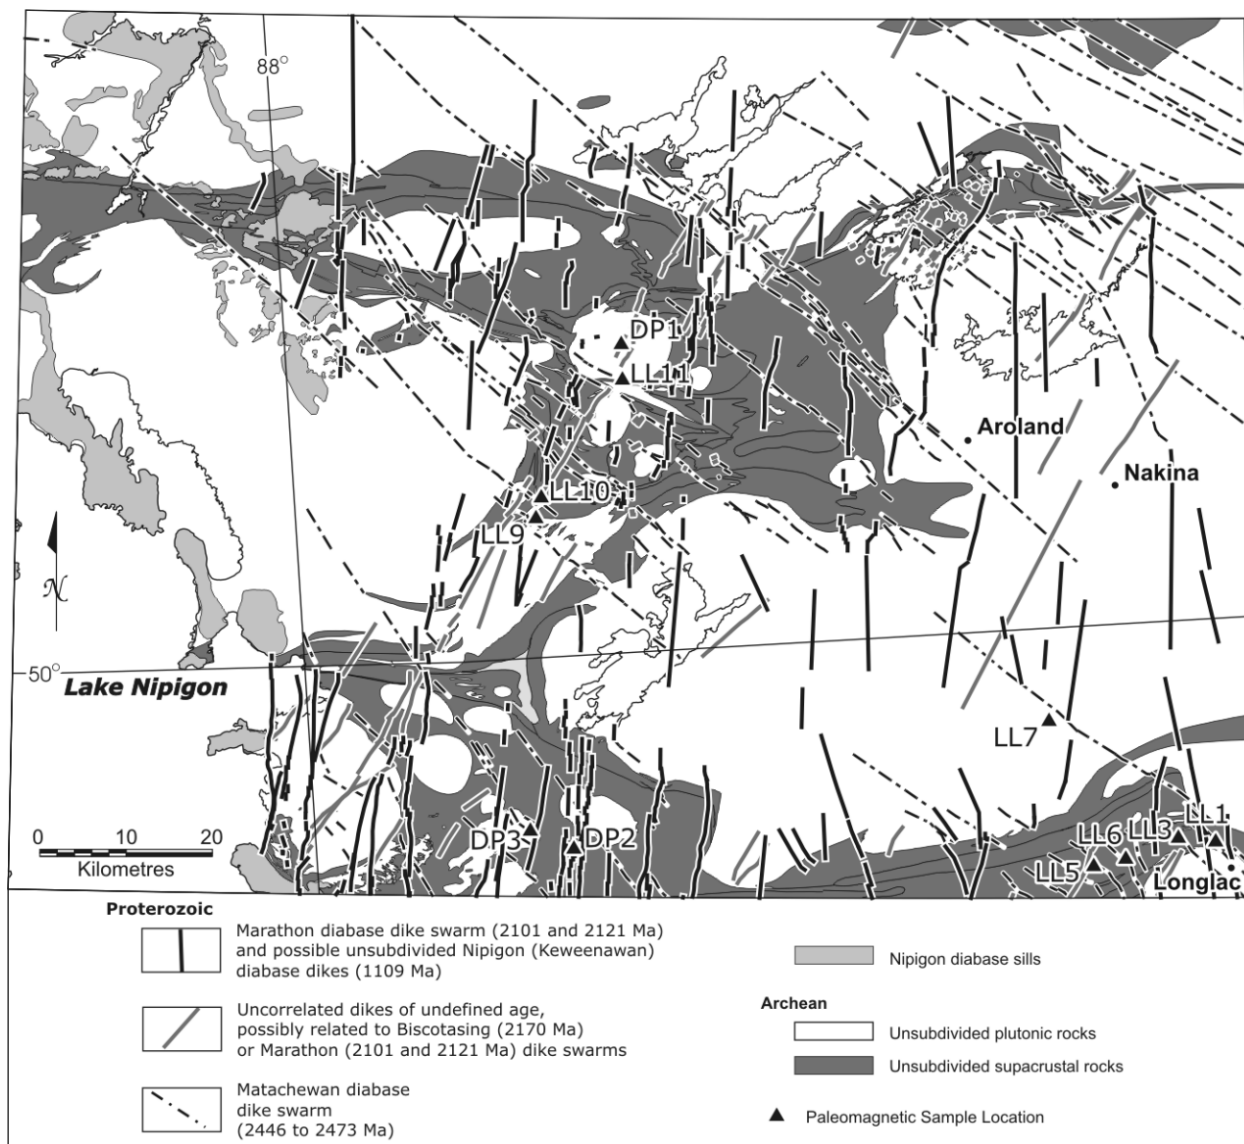 88°
DP1
LL11
Aroland
Nakina
LL10
LL9
N
50°
Lake Nipigon
LL7
0 10 20
Kilometres
DP3
DP2
LL6
LL3
LL1
LL5
Longlac
Proterozoic
Marathon diabase dike swarm (2101 and 2121 Ma)
and possible unsubdivided Nipigon (Keweenawan)
diabase dikes (1109 Ma)
Uncorrelated dikes of undefined age,
possibly related to Biscotasing (2170 Ma)
or Marathon (2101 and 2121 Ma) dike swarms
Matachewan diabase
dike swarm
(2446 to 2473 Ma)
Nipigon diabase sills
Archean
Unsubdivided plutonic rocks
Unsubdivided supacrustal rocks
Paleomagnetic Sample Location